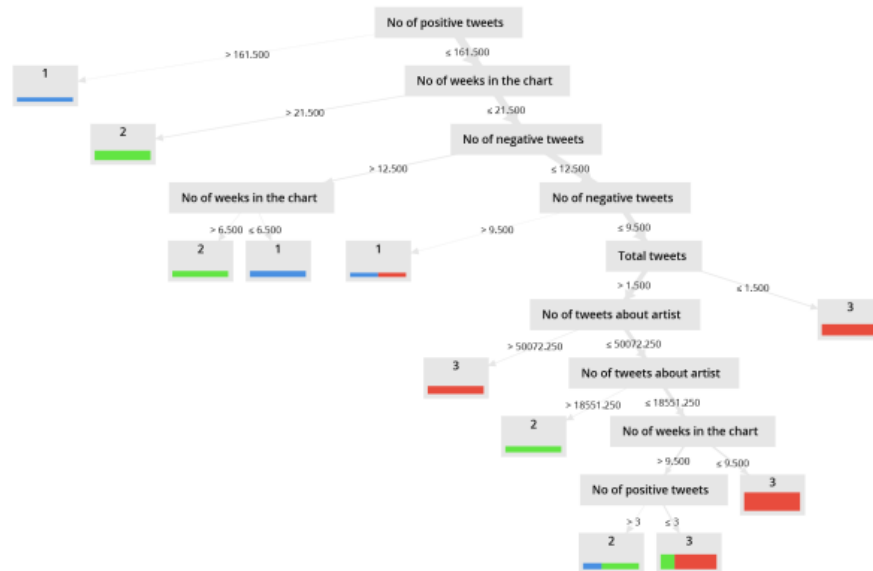 No of positive tweets
> 161.500 ≤ 161.500
1
No of weeks in the chart
> 21.500 ≤ 21.500
2
No of negative tweets
> 12.500 ≤ 12.500
No of weeks in the chart No of negative tweets
> 6.500 ≤ 6.500 > 9.500 ≤ 9.500
2 1 1 Total tweets
> 1.500 ≤ 1.500
No of tweets about artist 3
> 50072.250 ≤ 50072.250
3 No of tweets about artist
> 18551.250 ≤ 18551.250
2 No of weeks in the chart
> 9.500 ≤ 9.500
No of positive tweets 3
> 3 ≤ 3
2 3